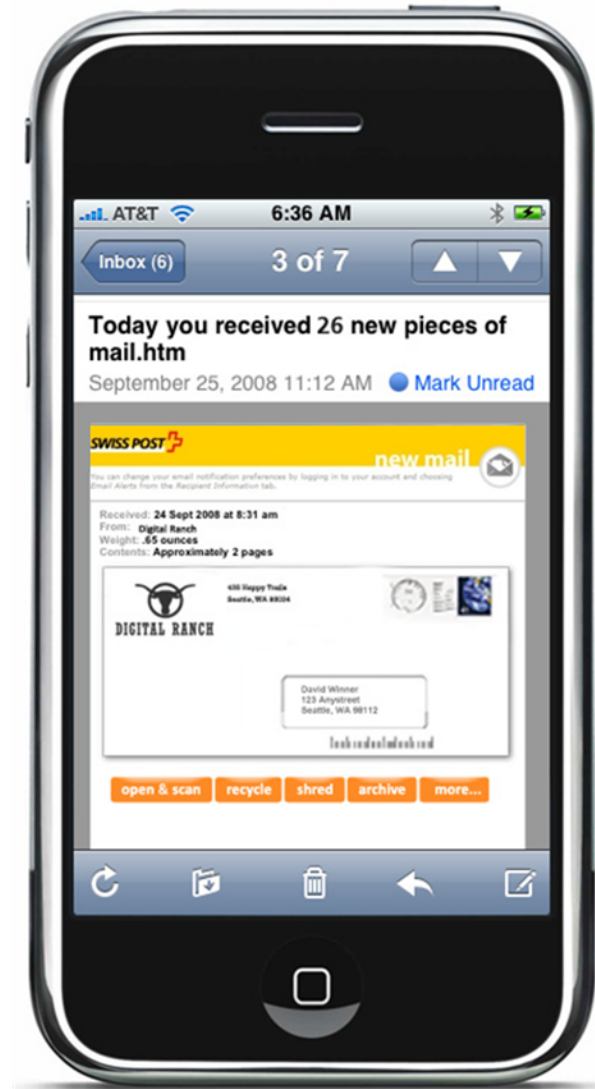 AT&T 6:36 AM
Inbox (6) 3 of 7
Today you received 26 new pieces of
mail.htm
September 25, 2008 11:12 AM Mark Unread
SWISS POST
new mail
You can change your email notification preferences by logging in to your account and choosing
Email Alerts from the Recipient Information tab.
Received: 24 Sept 2008 at 8:31 am
From: Digital Ranch
Weight: .65 ounces
Contents: Approximately 2 pages
Happy Trails
Seattle, WA
DIGITAL RANCH
David Winner
123 Anystreet
Seattle, WA 98112
open & scan recycle shred archive more...